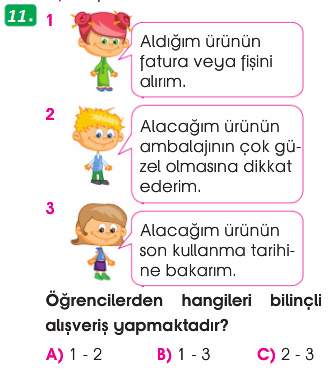 11.
1
Aldığım ürünün
fatura veya fişini
alırım.
2
Alacağım ürünün
ambalajının çok gü-
zel olmasına dikkat
ederim.
3
Alacağım ürünün
son kullanma tarihi-
ne bakarım.
Öğrencilerden hangileri bilinçli
alışveriş yapmaktadır?
A) 1 - 2 B) 1 - 3 C) 2 - 3